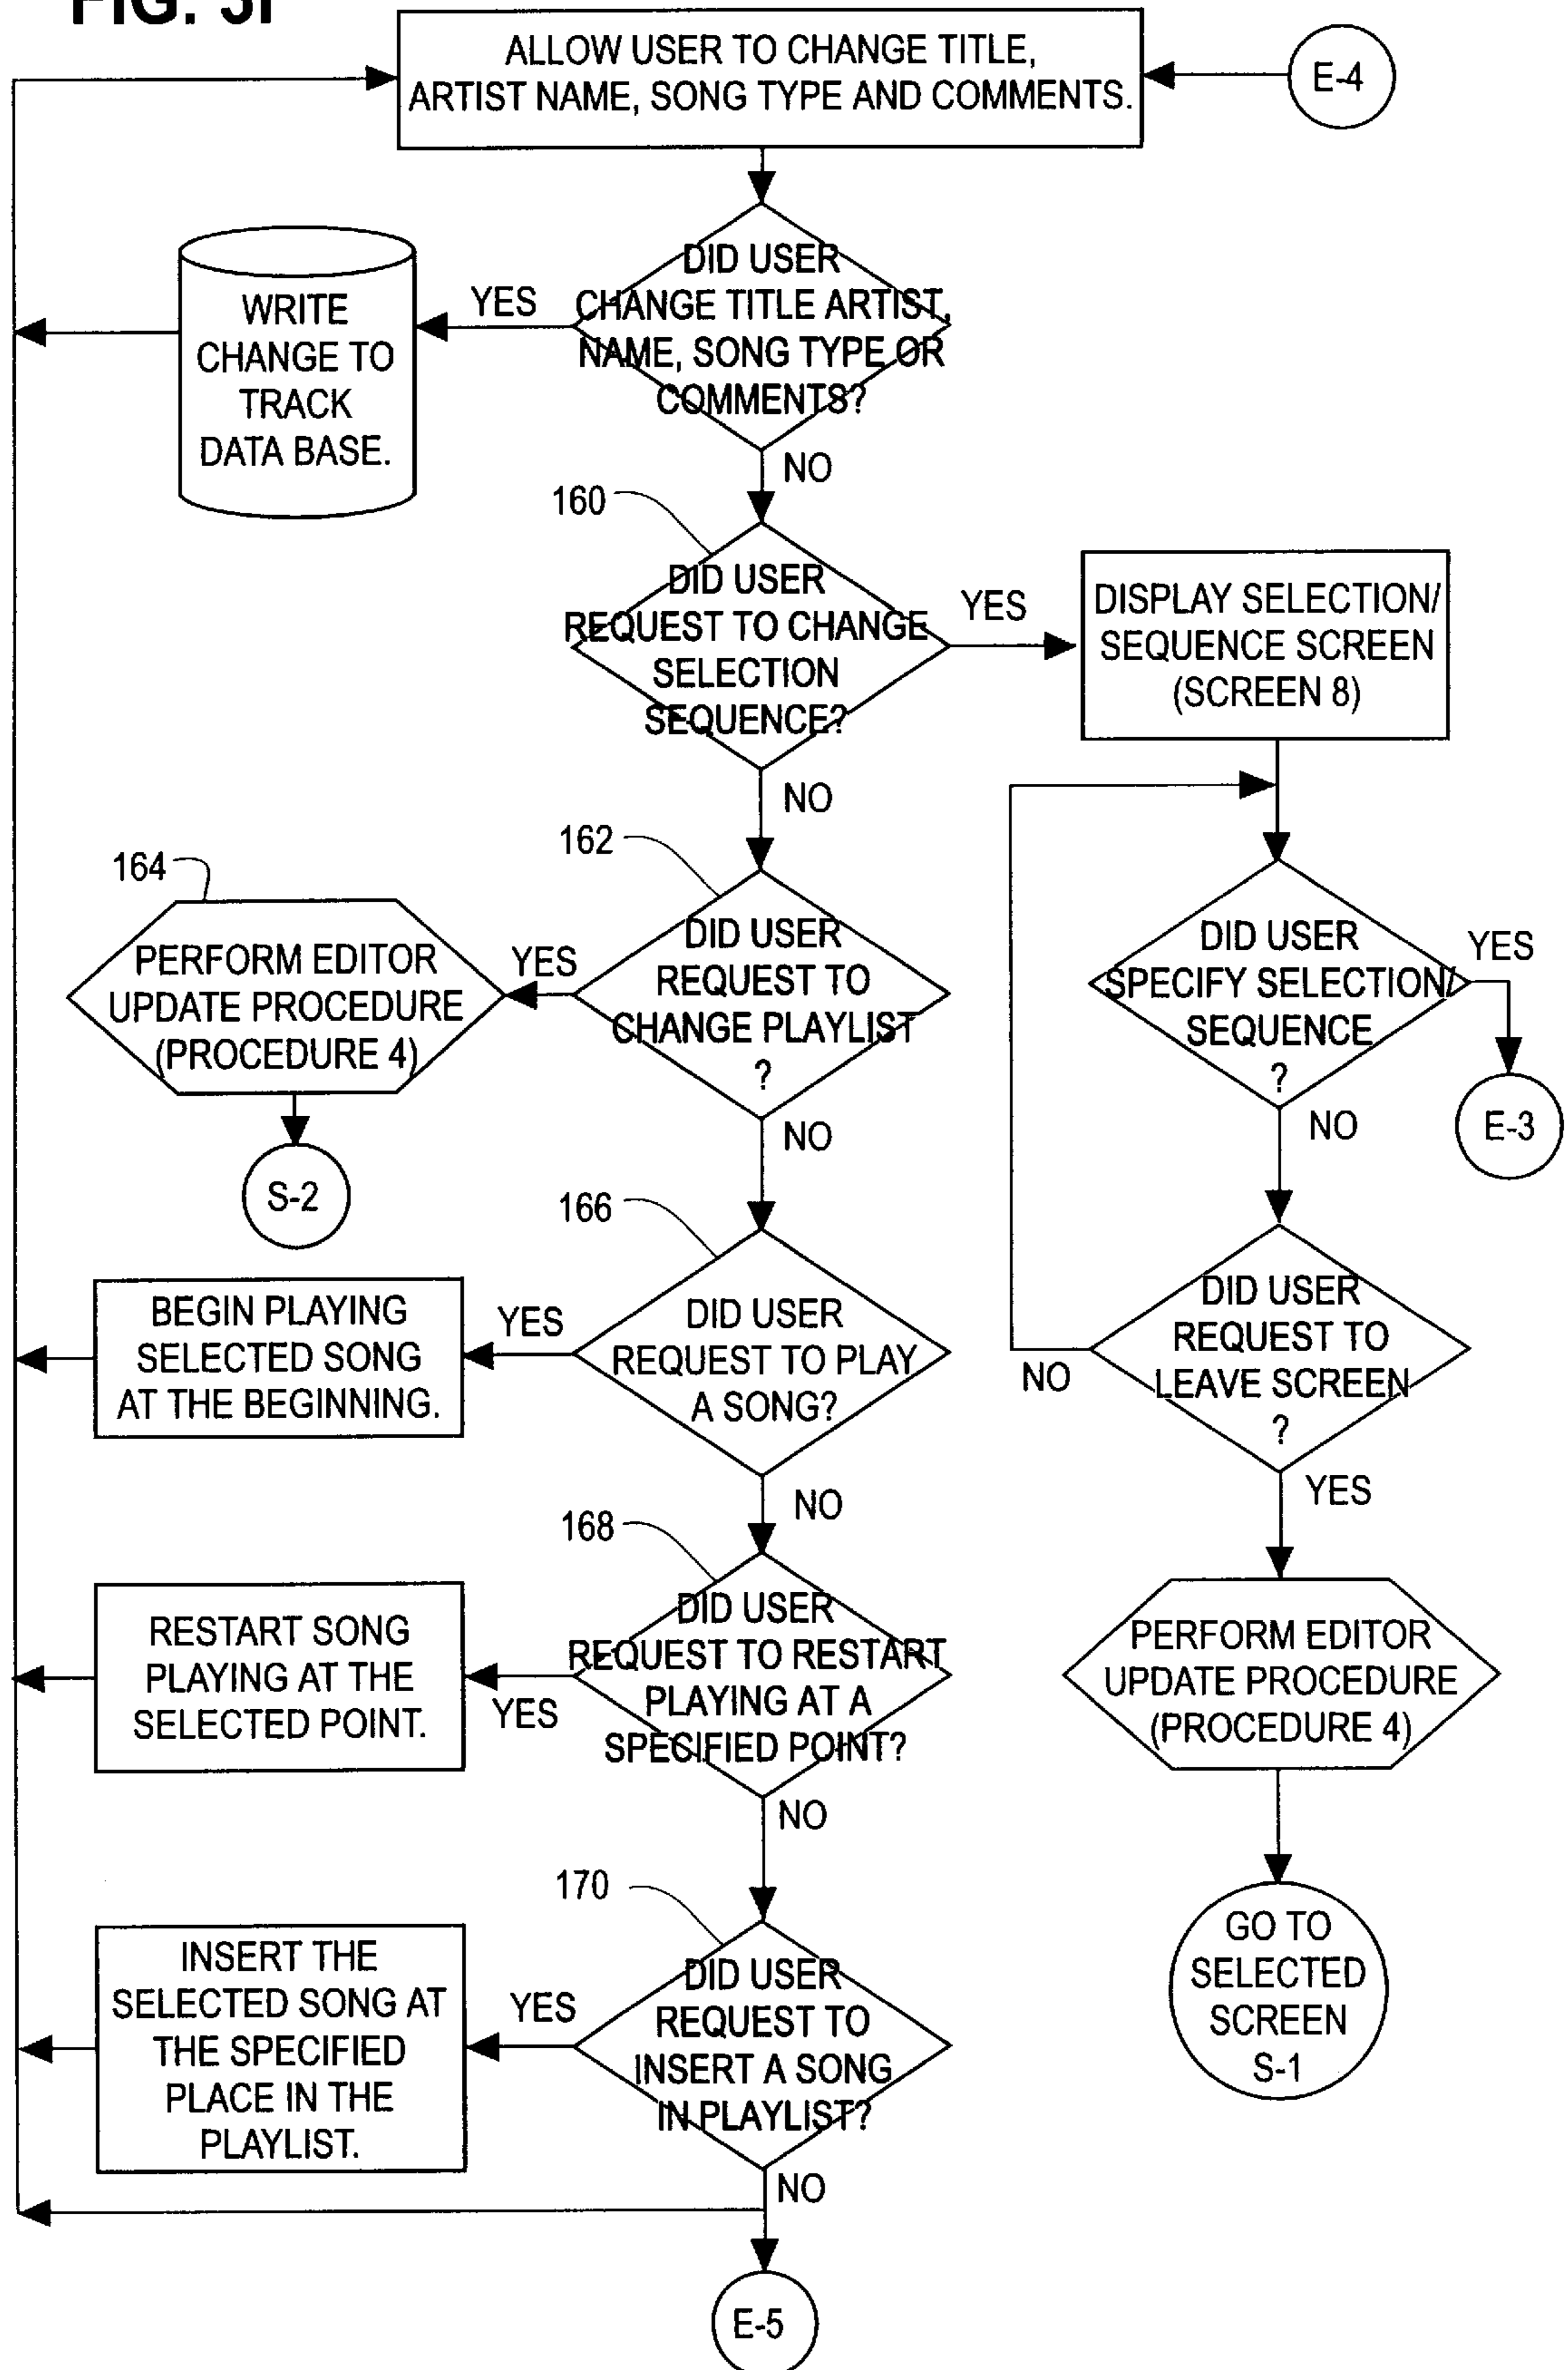 FIG. 3I
ALLOW USER TO CHANGE TITLE,
ARTIST NAME, SONG TYPE AND COMMENTS.
E-4
DID USER
CHANGE TITLE ARTIST,
NAME, SONG TYPE OR
COMMENTS?
YES
WRITE
CHANGE TO
TRACK
DATA BASE.
NO
160
DID USER
REQUEST TO CHANGE
SELECTION
SEQUENCE?
YES
DISPLAY SELECTION/
SEQUENCE SCREEN
(SCREEN 8)
NO
162
DID USER
REQUEST TO
CHANGE PLAYLIST
?
YES
164
PERFORM EDITOR
UPDATE PROCEDURE
(PROCEDURE 4)
S-2
NO
DID USER
SPECIFY SELECTION/
SEQUENCE
?
YES
E-3
NO
166
DID USER
REQUEST TO PLAY
A SONG?
YES
BEGIN PLAYING
SELECTED SONG
AT THE BEGINNING.
NO
DID USER
REQUEST TO
LEAVE SCREEN
?
NO
YES
168
DID USER
REQUEST TO RESTART
PLAYING AT A
SPECIFIED POINT?
YES
RESTART SONG
PLAYING AT THE
SELECTED POINT.
NO
PERFORM EDITOR
UPDATE PROCEDURE
(PROCEDURE 4)
GO TO
SELECTED
SCREEN
S-1
170
DID USER
REQUEST TO
INSERT A SONG
IN PLAYLIST?
YES
INSERT THE
SELECTED SONG AT
THE SPECIFIED
PLACE IN THE
PLAYLIST.
NO
E-5